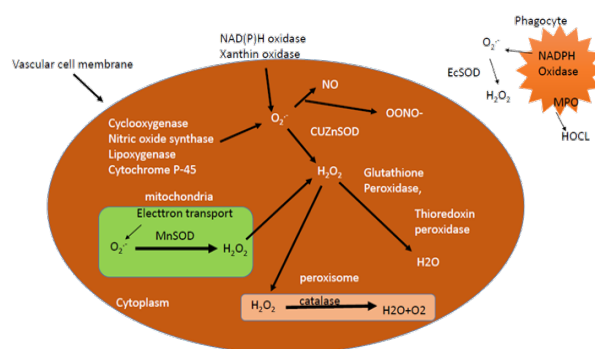 Phagocyte
NAD(P)H oxidase
Xanthin oxidase
O₂·⁻
NADPH
Oxidase
EcSOD
H₂O₂
MPO
HOCL
Vascular cell membrane
NO
OONO-
O₂·⁻
Cyclooxygenase
Nitric oxide synthase
Lipoxygenase
Cytochrome P-45
CUZnSOD
H₂O₂
Glutathione
Peroxidase,
Thioredoxin
peroxidase
H2O
mitochondria
Electtron transport
MnSOD
O₂·⁻
H₂O₂
Cytoplasm
peroxisome
H₂O₂
catalase
H2O+O2